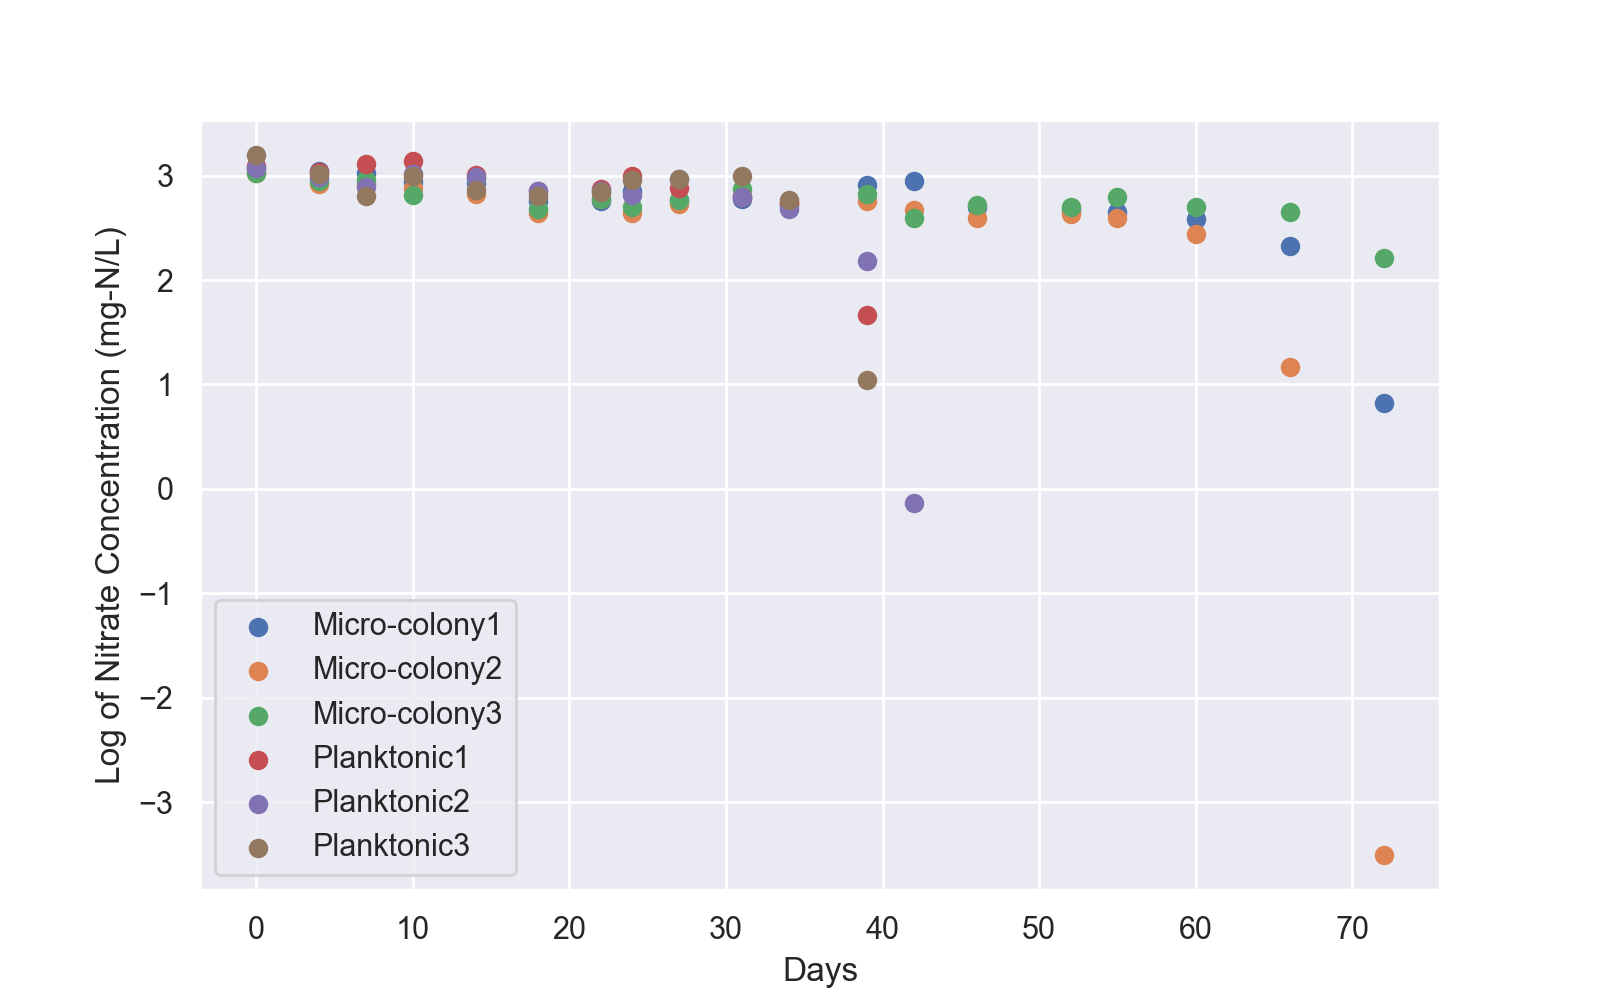 Log of Nitrate Concentration (mg-N/L)
3
2
1
0
−1
−2
−3
Micro-colony1
Micro-colony2
Micro-colony3
Planktonic1
Planktonic2
Planktonic3
0 10 20 30 40 50 60 70
Days